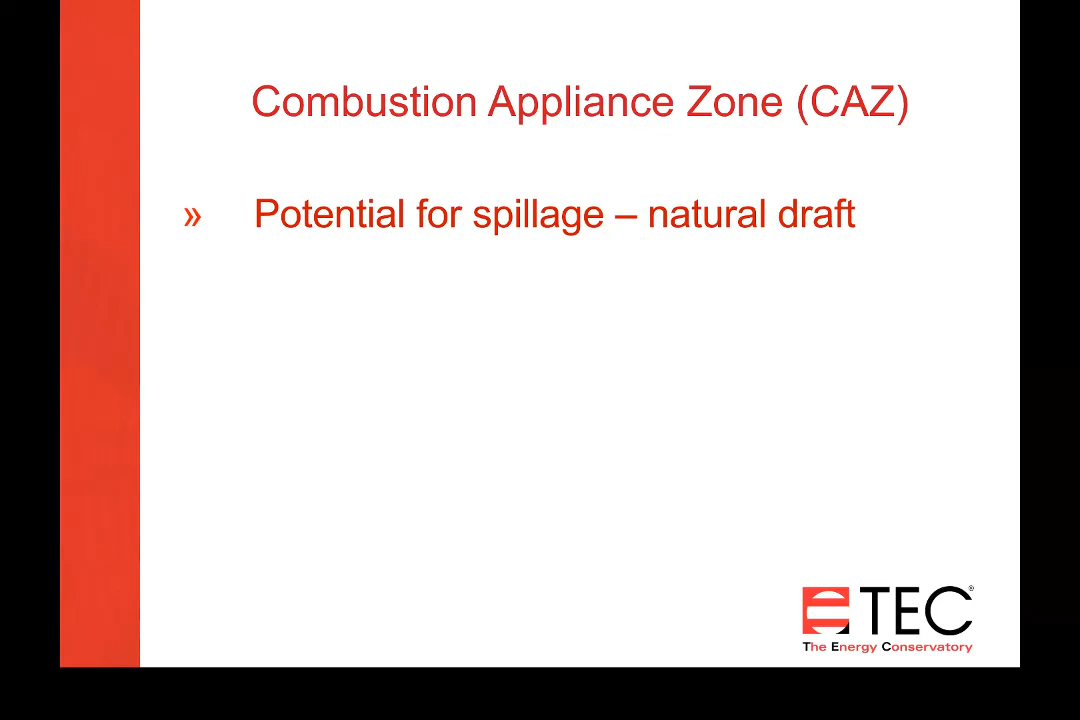 Combustion Appliance Zone (CAZ)
» Potential for spillage – natural draft
TEC®
The Energy Conservatory